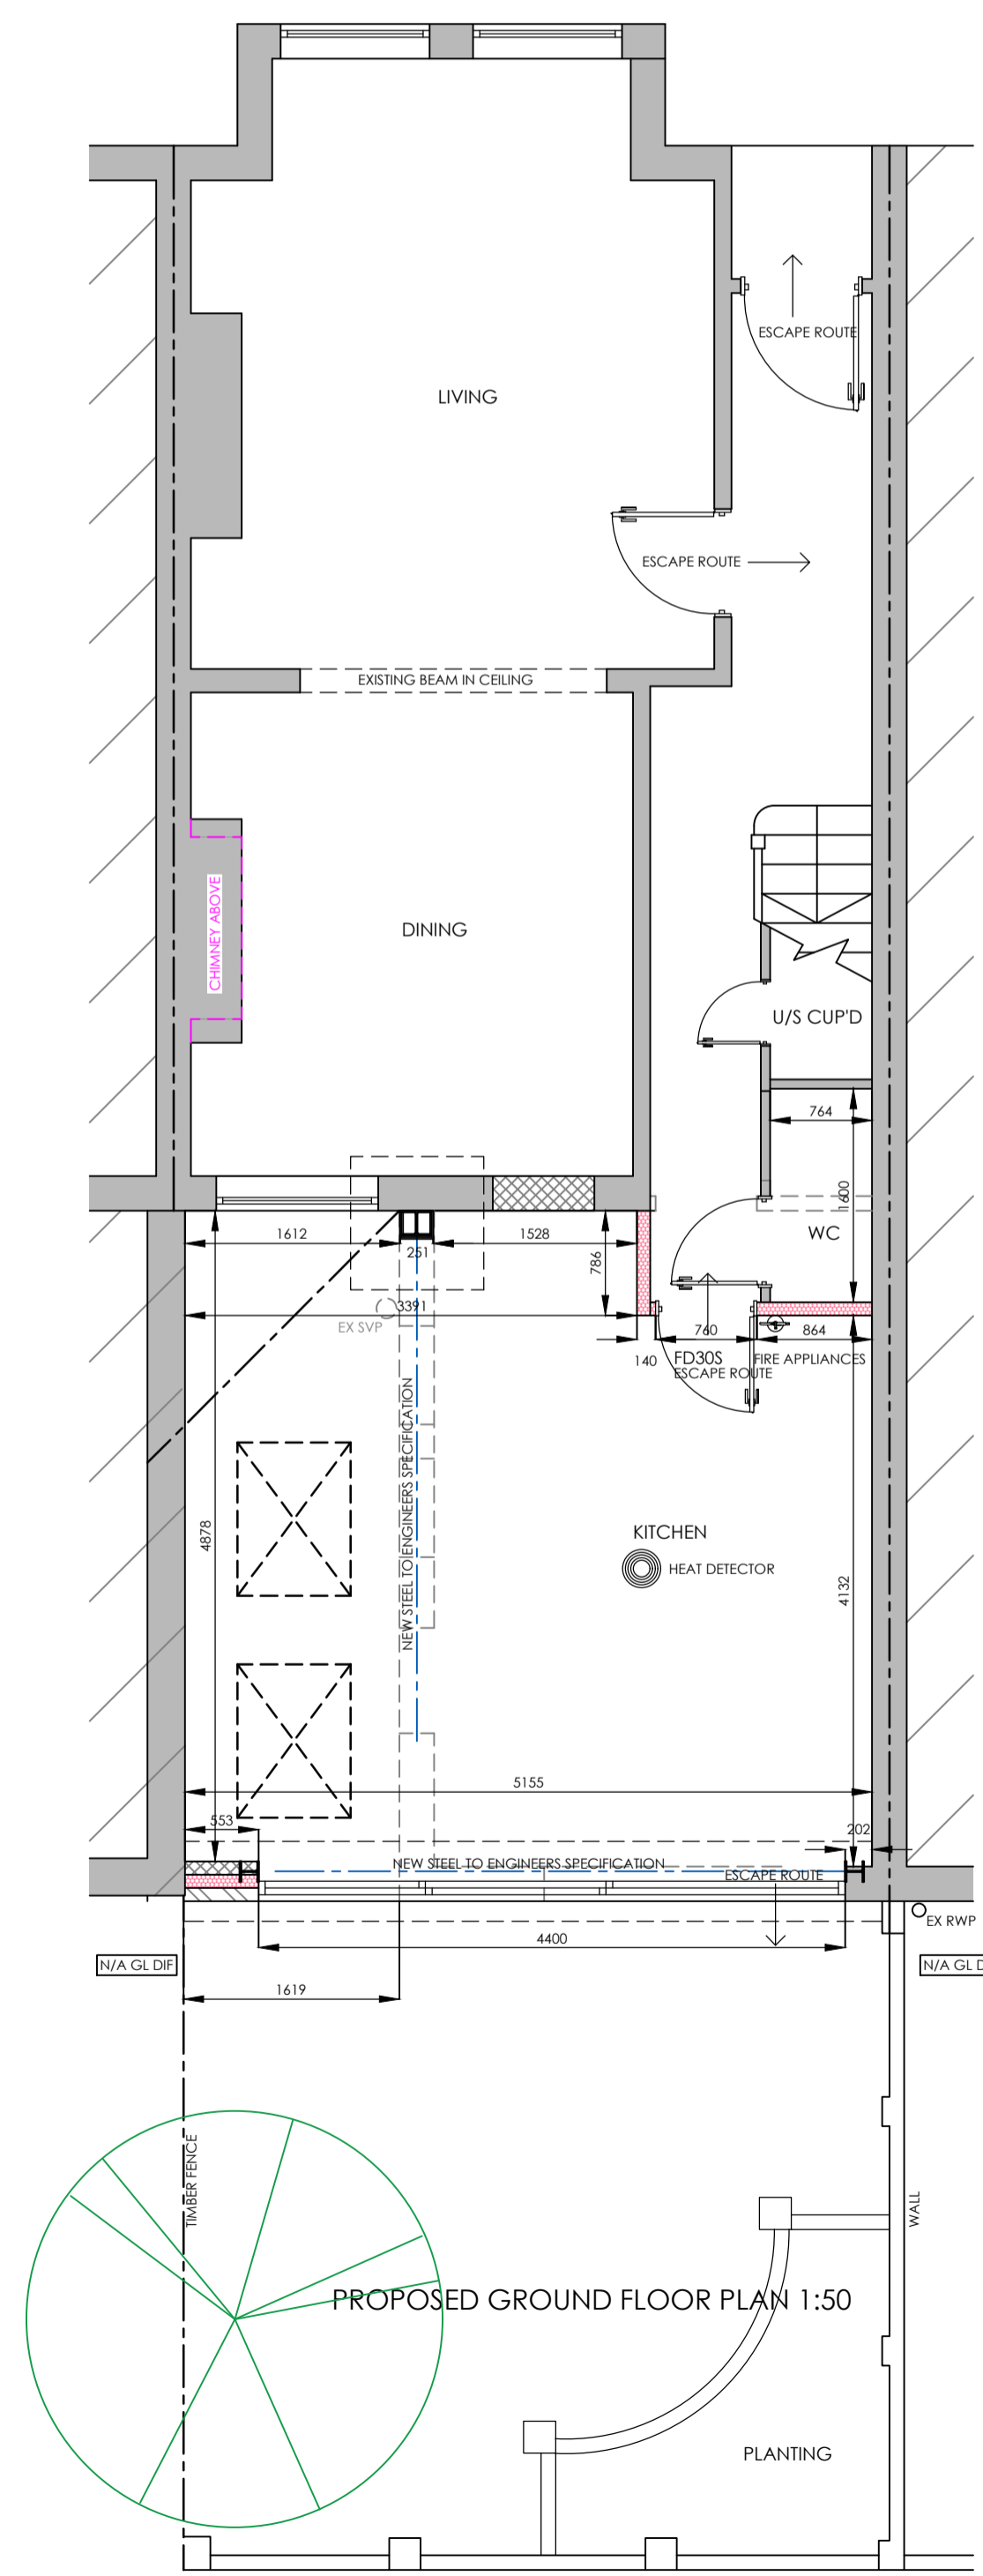 ESCAPE ROUTE
LIVING
ESCAPE ROUTE
EXISTING BEAM IN CEILING
CHIMNEY ABOVE
DINING
U/S CUP'D
764
1600
WC
1612
251
1528
786
3391
EX SVP
140
760
864
FD30S
FIRE APPLIANCES
ESCAPE ROUTE
NEW STEEL TO ENGINEERS SPECIFICATION
4878
KITCHEN
HEAT DETECTOR
4132
5155
553
202
NEW STEEL TO ENGINEERS SPECIFICATION
ESCAPE ROUTE
EX RWP
4400
N/A GL DIF
N/A GL D
1619
TIMBER FENCE
WALL
PROPOSED GROUND FLOOR PLAN 1:50
PLANTING